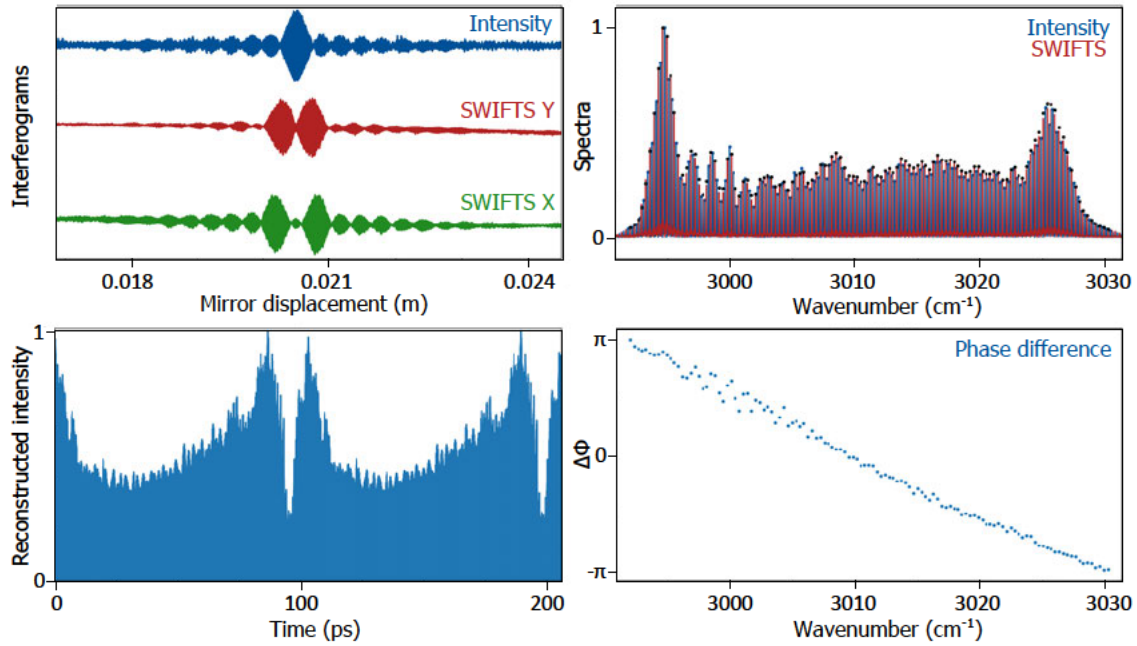 Interferograms
Intensity
SWIFTS Y
SWIFTS X
0.018
0.021
0.024
Mirror displacement (m)
Spectra
1
0
Intensity
SWIFTS
3000
3010
3020
3030
Wavenumber (cm⁻¹)
Reconstructed intensity
1
0
0
100
200
Time (ps)
ΔΦ
π
0
-π
Phase difference
3000
3010
3020
3030
Wavenumber (cm⁻¹)